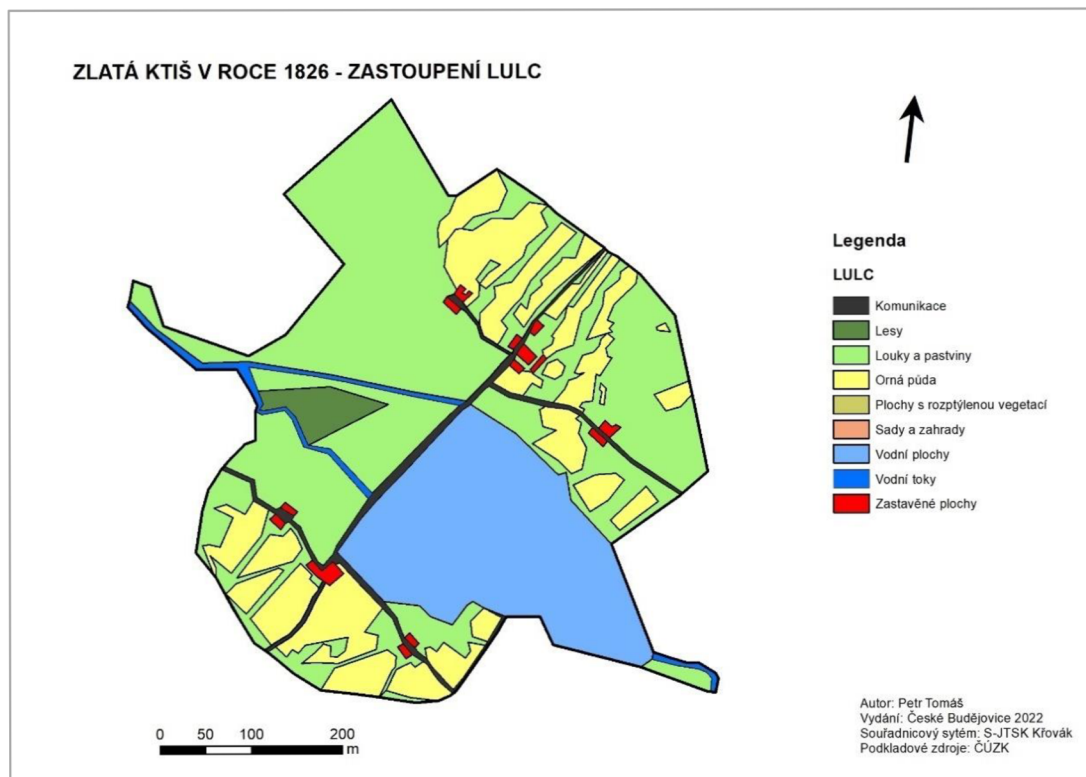 ZLATÁ KTIŠ V ROCE 1826 - ZASTOUPENÍ LULC
Legenda
LULC
Komunikace
Lesy
Louky a pastviny
Orná půda
Plochy s rozptýlenou vegetací
Sady a zahrady
Vodní plochy
Vodní toky
Zastavěné plochy
0 50 100 150 200
m
Autor: Petr Tomáš
Vydání: České Budějovice 2022
Souřadnicový sytém: S-JTSK Křovák
Podkladové zdroje: ČÚZK